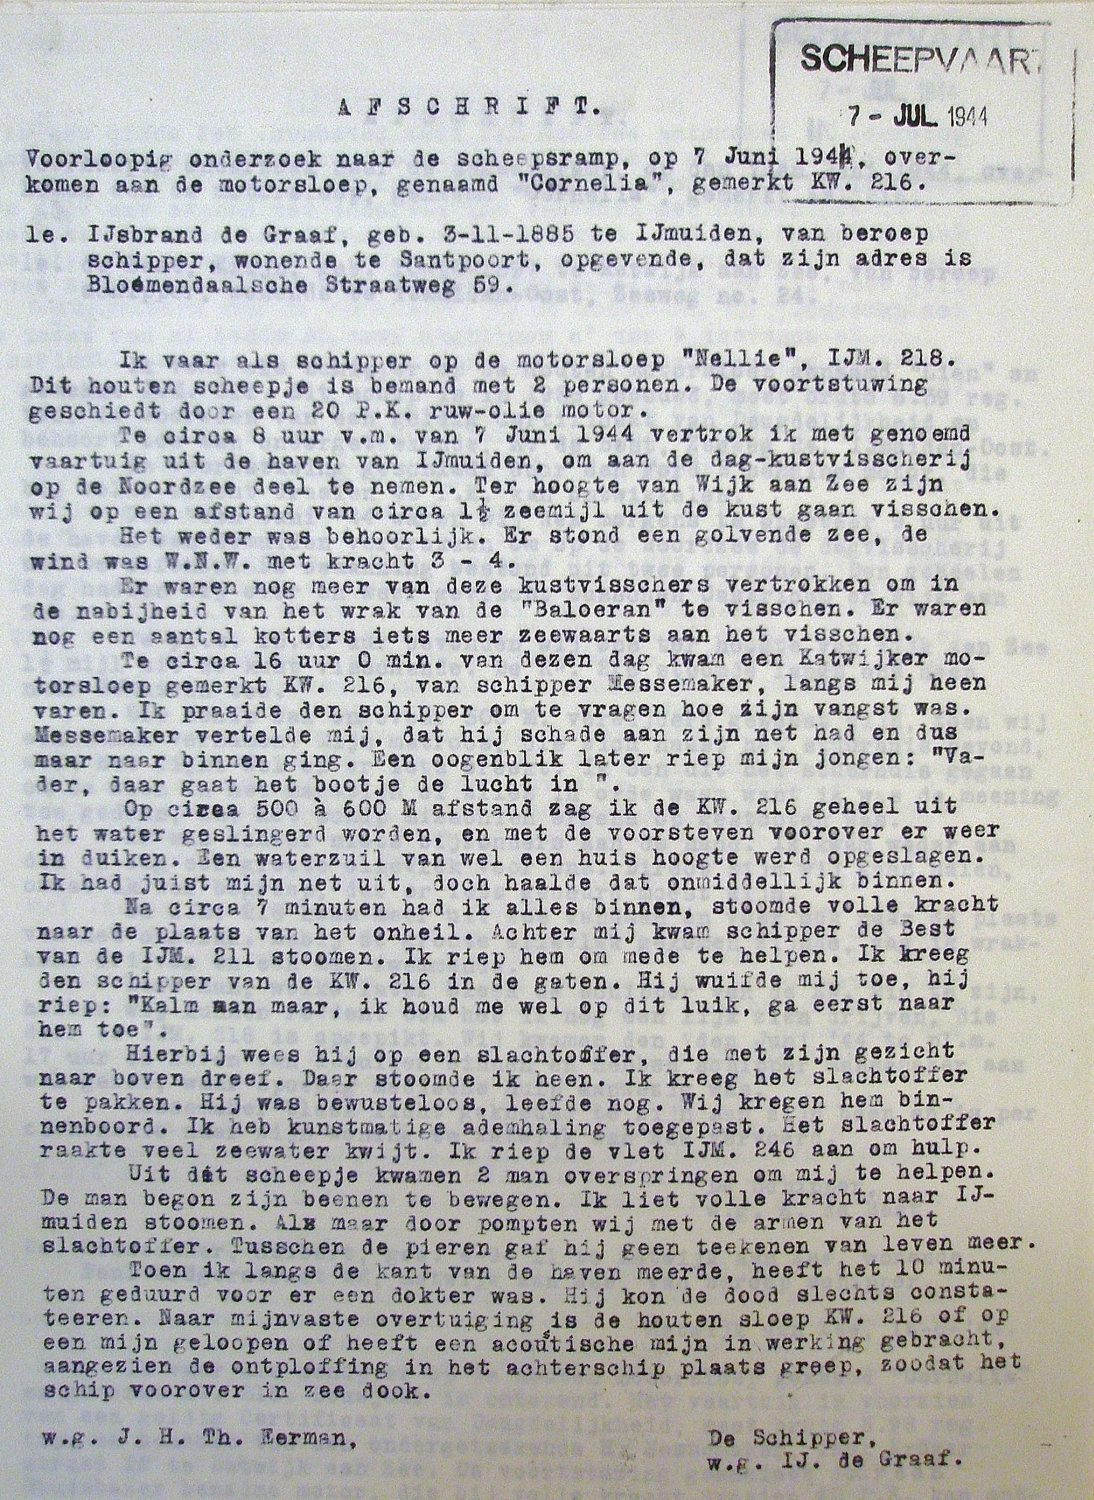 SCHEEPVAART
7 - JUL 1944
AFSCHRIFT.
Voorloopig onderzoek naar de scheepsramp, op 7 Juni 1944, over-
komen aan de motorsloep, genaamd "Cornelia", gemerkt KW. 216.
1e. IJsbrand de Graaf, geb. 3-11-1885 te IJmuiden, van beroep
schipper, wonende te Santpoort, opgevende, dat zijn adres is
Bloemendaalsche Straatweg 59.
Ik vaar als schipper op de motorsloep "Nellie", IJM. 218.
Dit houten scheepje is bemand met 2 personen. De voortstuwing
geschiedt door een 20 P.K. ruw-olie motor.
Te circa 8 uur v.m. van 7 Juni 1944 vertrok ik met genoemd
vaartuig uit de haven van IJmuiden, om aan de dag-kustvisscherij
op de Noordzee deel te nemen. Ter hoogte van Wijk aan Zee zijn
wij op een afstand van circa 1½ zeemijl uit de kust gaan visschen.
Het weder was behoorlijk. Er stond een golvende zee, de
wind was W.N.W. met kracht 3 - 4.
Er waren nog meer van deze kustvisschers vertrokken om in
de nabijheid van het wrak van de "Baloeran" te visschen. Er waren
nog een aantal kotters iets meer zeewaarts aan het visschen.
Te circa 16 uur 0 min. van dezen dag kwam een Katwijker mo-
torsloep gemerkt KW. 216, van schipper Messemaker, langs mij heen
varen. Ik praaide den schipper om te vragen hoe zijn vangst was.
Messemaker vertelde mij, dat hij schade aan zijn net had en dus
maar naar binnen ging. Een oogenblik later riep mijn jongen: "Va-
der, daar gaat het bootje de lucht in ".
Op circa 500 à 600 M afstand zag ik de KW. 216 geheel uit
het water geslingerd worden, en met de voorsteven voorover er weer
in duiken. Een waterzuil van wel een huis hoogte werd opgeslagen.
Ik had juist mijn net uit, doch haalde dat onmiddellijk binnen.
Na circa 7 minuten had ik alles binnen, stoomde volle kracht
naar de plaats van het onheil. Achter mij kwam schipper de Best
van de IJM. 211 stoomen. Ik riep hem om mede te helpen. Ik kreeg
den schipper van de KW. 216 in de gaten. Hij wuifde mij toe, hij
riep: "Kalm aan maar, ik houd me wel op dit luik, ga eerst naar
hem toe".
Hierbij wees hij op een slachtoffer, die met zijn gezicht
naar boven dreef. Daar stoomde ik heen. Ik kreeg het slachtoffer
te pakken. Hij was bewusteloos, leefde nog. Wij kregen hem bin-
nenboord. Ik heb kunstmatige ademhaling toegepast. Het slachtoffer
raakte veel zeewater kwijt. Ik riep de vlet IJM. 246 aan om hulp.
Uit dit scheepje kwamen 2 man overspringen om mij te helpen.
De man begon zijn beenen te bewegen. Ik liet volle kracht naar IJ-
muiden stoomen. Als maar door pompten wij met de armen van het
slachtoffer. Tusschen de pieren gaf hij geen teekenen van leven meer.
Toen ik langs de kant van de haven meerde, heeft het 10 minu-
ten geduurd voor er een dokter was. Hij kon de dood slechts consta-
teeren. Naar mijnvaste overtuiging is de houten sloep KW. 216 of op
een mijn geloopen of heeft een acoutische mijn in werking gebracht,
aangezien de ontploffing in het achterschip plaats greep, zoodat het
schip voorover in zee dook.
w.g. J. H. Th. Eerman,
De Schipper,
w.g. IJ. de Graaf.